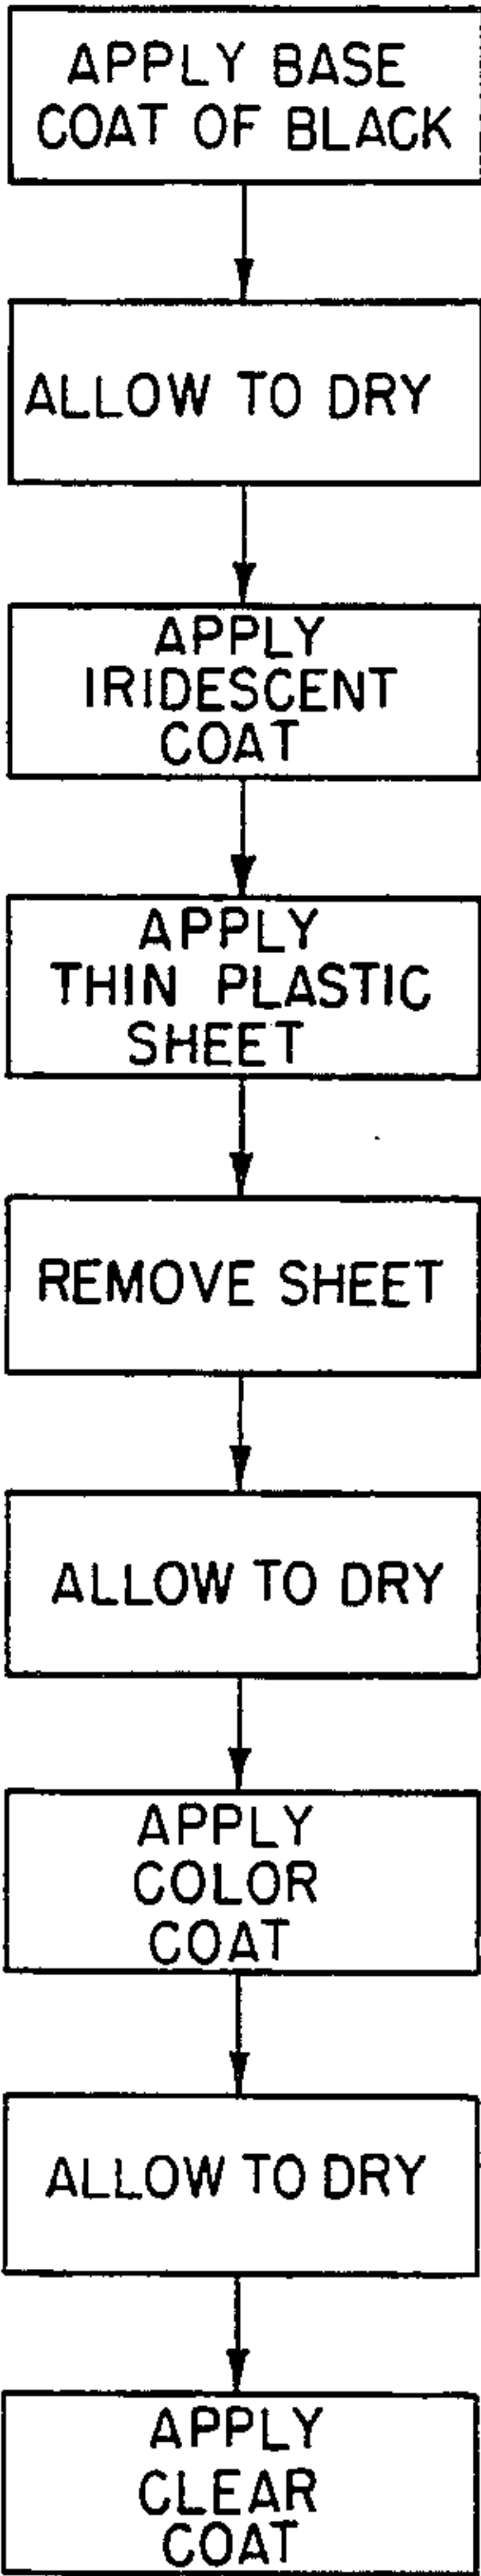 APPLY BASE
COAT OF BLACK
ALLOW TO DRY
APPLY
IRIDESCENT
COAT
APPLY
THIN PLASTIC
SHEET
REMOVE SHEET
ALLOW TO DRY
APPLY
COLOR
COAT
ALLOW TO DRY
APPLY
CLEAR
COAT